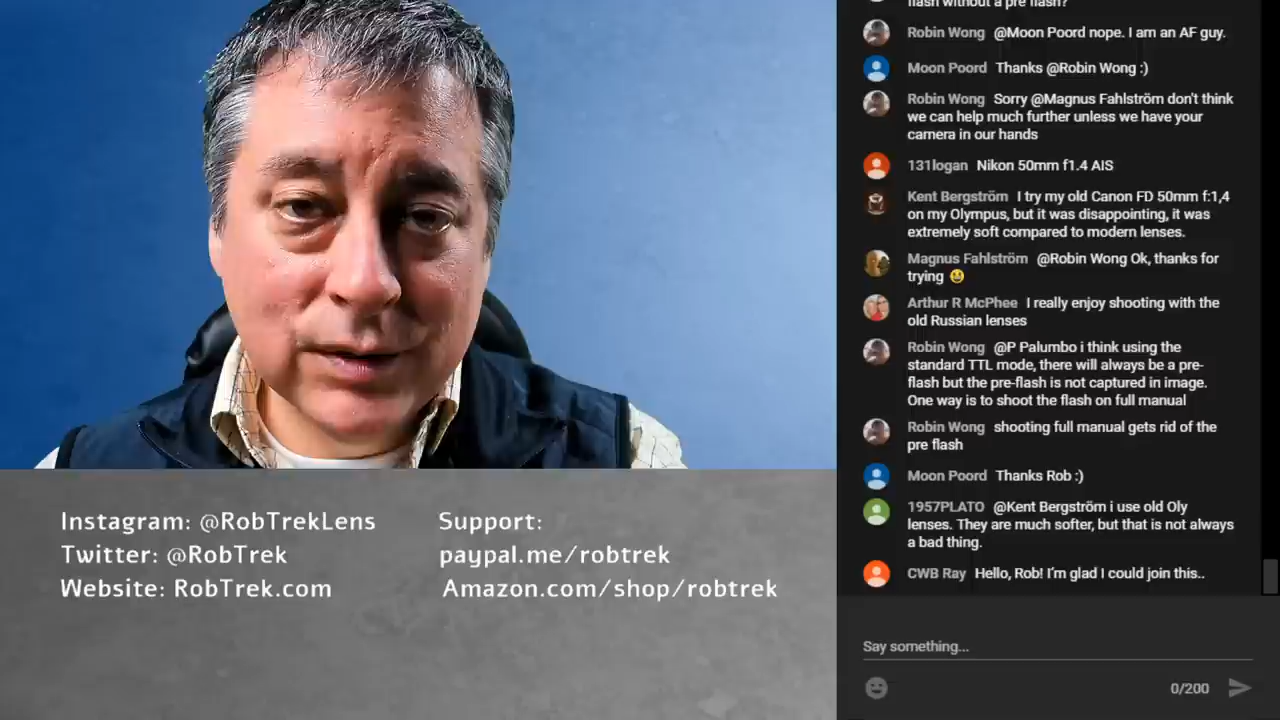 flash without a pre flash?
Robin Wong @Moon Poord nope. I am an AF guy.
Moon Poord Thanks @Robin Wong :)
Robin Wong Sorry @Magnus Fahlström don't think
we can help much further unless we have your
camera in our hands
131logan Nikon 50mm f1.4 AIS
Kent Bergström I try my old Canon FD 50mm f:1,4
on my Olympus, but it was disappointing, it was
extremely soft compared to modern lenses.
Magnus Fahlström @Robin Wong Ok, thanks for
trying 😃
Arthur R McPhee I really enjoy shooting with the
old Russian lenses
Robin Wong @P Palumbo i think using the
standard TTL mode, there will always be a pre-
flash but the pre-flash is not captured in image.
One way is to shoot the flash on full manual
Robin Wong shooting full manual gets rid of the
pre flash
Moon Poord Thanks Rob :)
1957PLATO @Kent Bergström i use old Oly
lenses. They are much softer, but that is not always
a bad thing.
CWB Ray Hello, Rob! I'm glad I could join this..
Say something...
0/200
Instagram: @RobTrekLens
Twitter: @RobTrek
Website: RobTrek.com
Support:
paypal.me/robtrek
Amazon.com/shop/robtrek